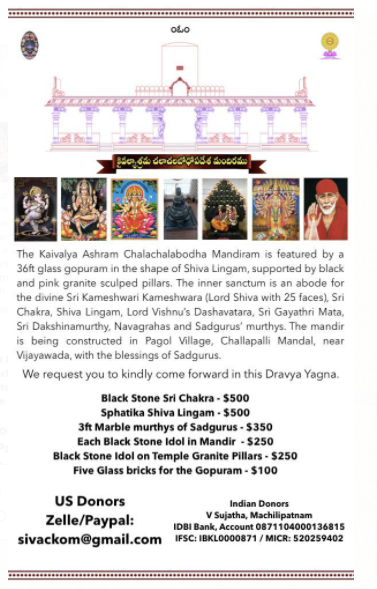 ఓం
కైవల్యాశ్రమ చలాచలబోధోపదేశ మందిరము
The Kaivalya Ashram Chalachalabodha Mandiram is featured by a
36ft glass gopuram in the shape of Shiva Lingam, supported by black
and pink granite sculped pillars. The inner sanctum is an abode for
the divine Sri Kameshwari Kameshwara (Lord Shiva with 25 faces), Sri
Chakra, Shiva Lingam, Lord Vishnu's Dashavatara, Sri Gayathri Mata,
Sri Dakshinamurthy, Navagrahas and Sadgurus' murthys. The mandir
is being constructed in Pagol Village, Challapalli Mandal, near
Vijayawada, with the blessings of Sadgurus.
We request you to kindly come forward in this Dravya Yagna.
Black Stone Sri Chakra - $500
Sphatika Shiva Lingam - $500
3ft Marble murthys of Sadgurus - $350
Each Black Stone Idol in Mandir - $250
Black Stone Idol on Temple Granite Pillars - $250
Five Glass bricks for the Gopuram - $100
US Donors
Zelle/Paypal:
sivackom@gmail.com
Indian Donors
V Sujatha, Machilipatnam
IDBI Bank, Account 0871104000136815
IFSC: IBKL0000871 / MICR: 520259402